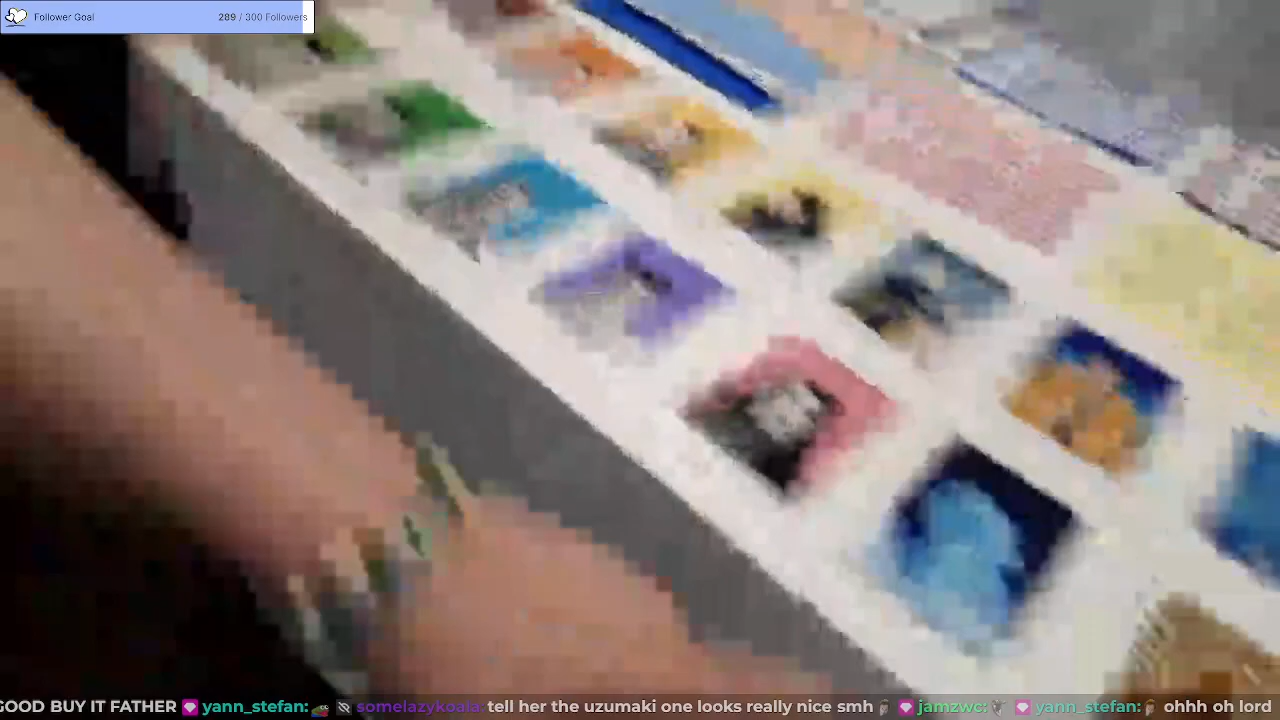 Follower Goal 289 / 300 Followers
GOOD BUY IT FATHER yann_stefan: somelazykoala: tell her the uzumaki one looks really nice smh jamzwc: yann_stefan: ohhh oh lord